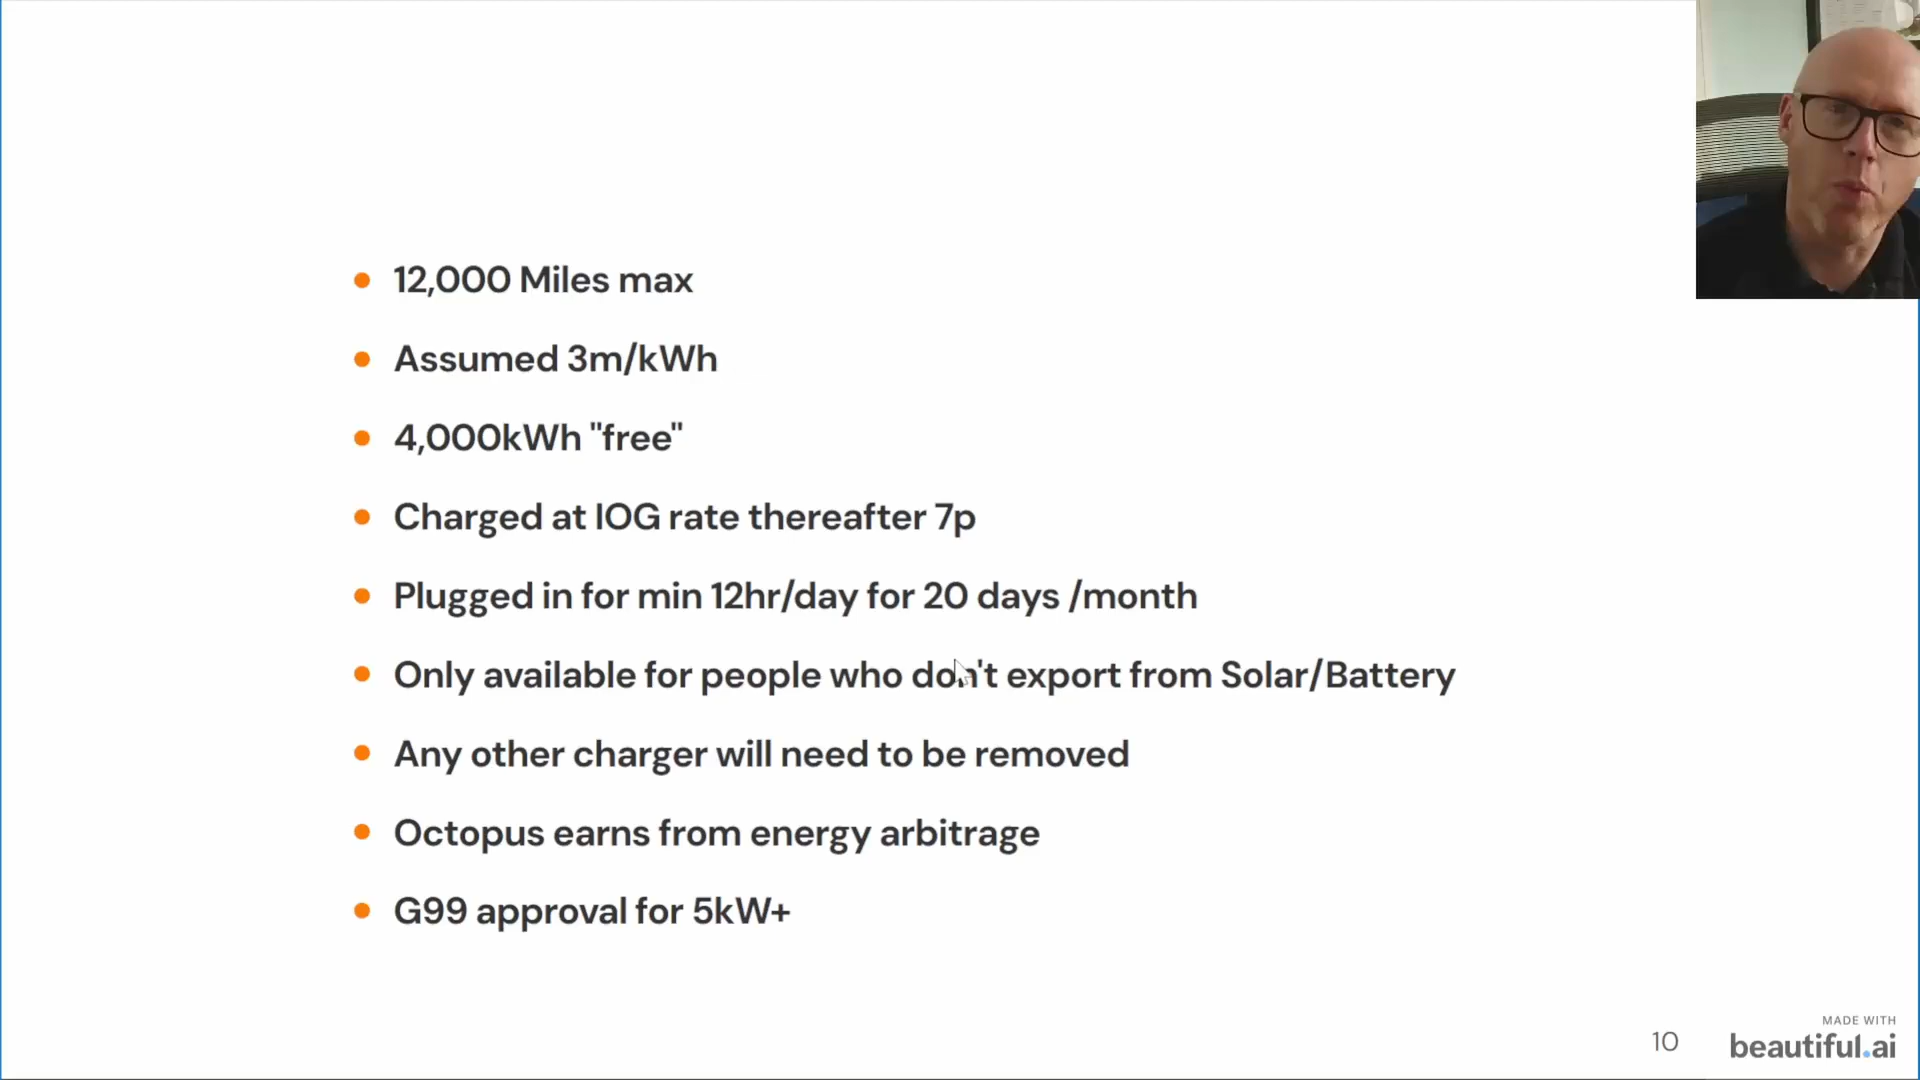 12,000 Miles max
Assumed 3m/kWh
4,000kWh "free"
Charged at IOG rate thereafter 7p
Plugged in for min 12hr/day for 20 days /month
Only available for people who don't export from Solar/Battery
Any other charger will need to be removed
Octopus earns from energy arbitrage
G99 approval for 5kW+
10
MADE WITH
beautiful.ai